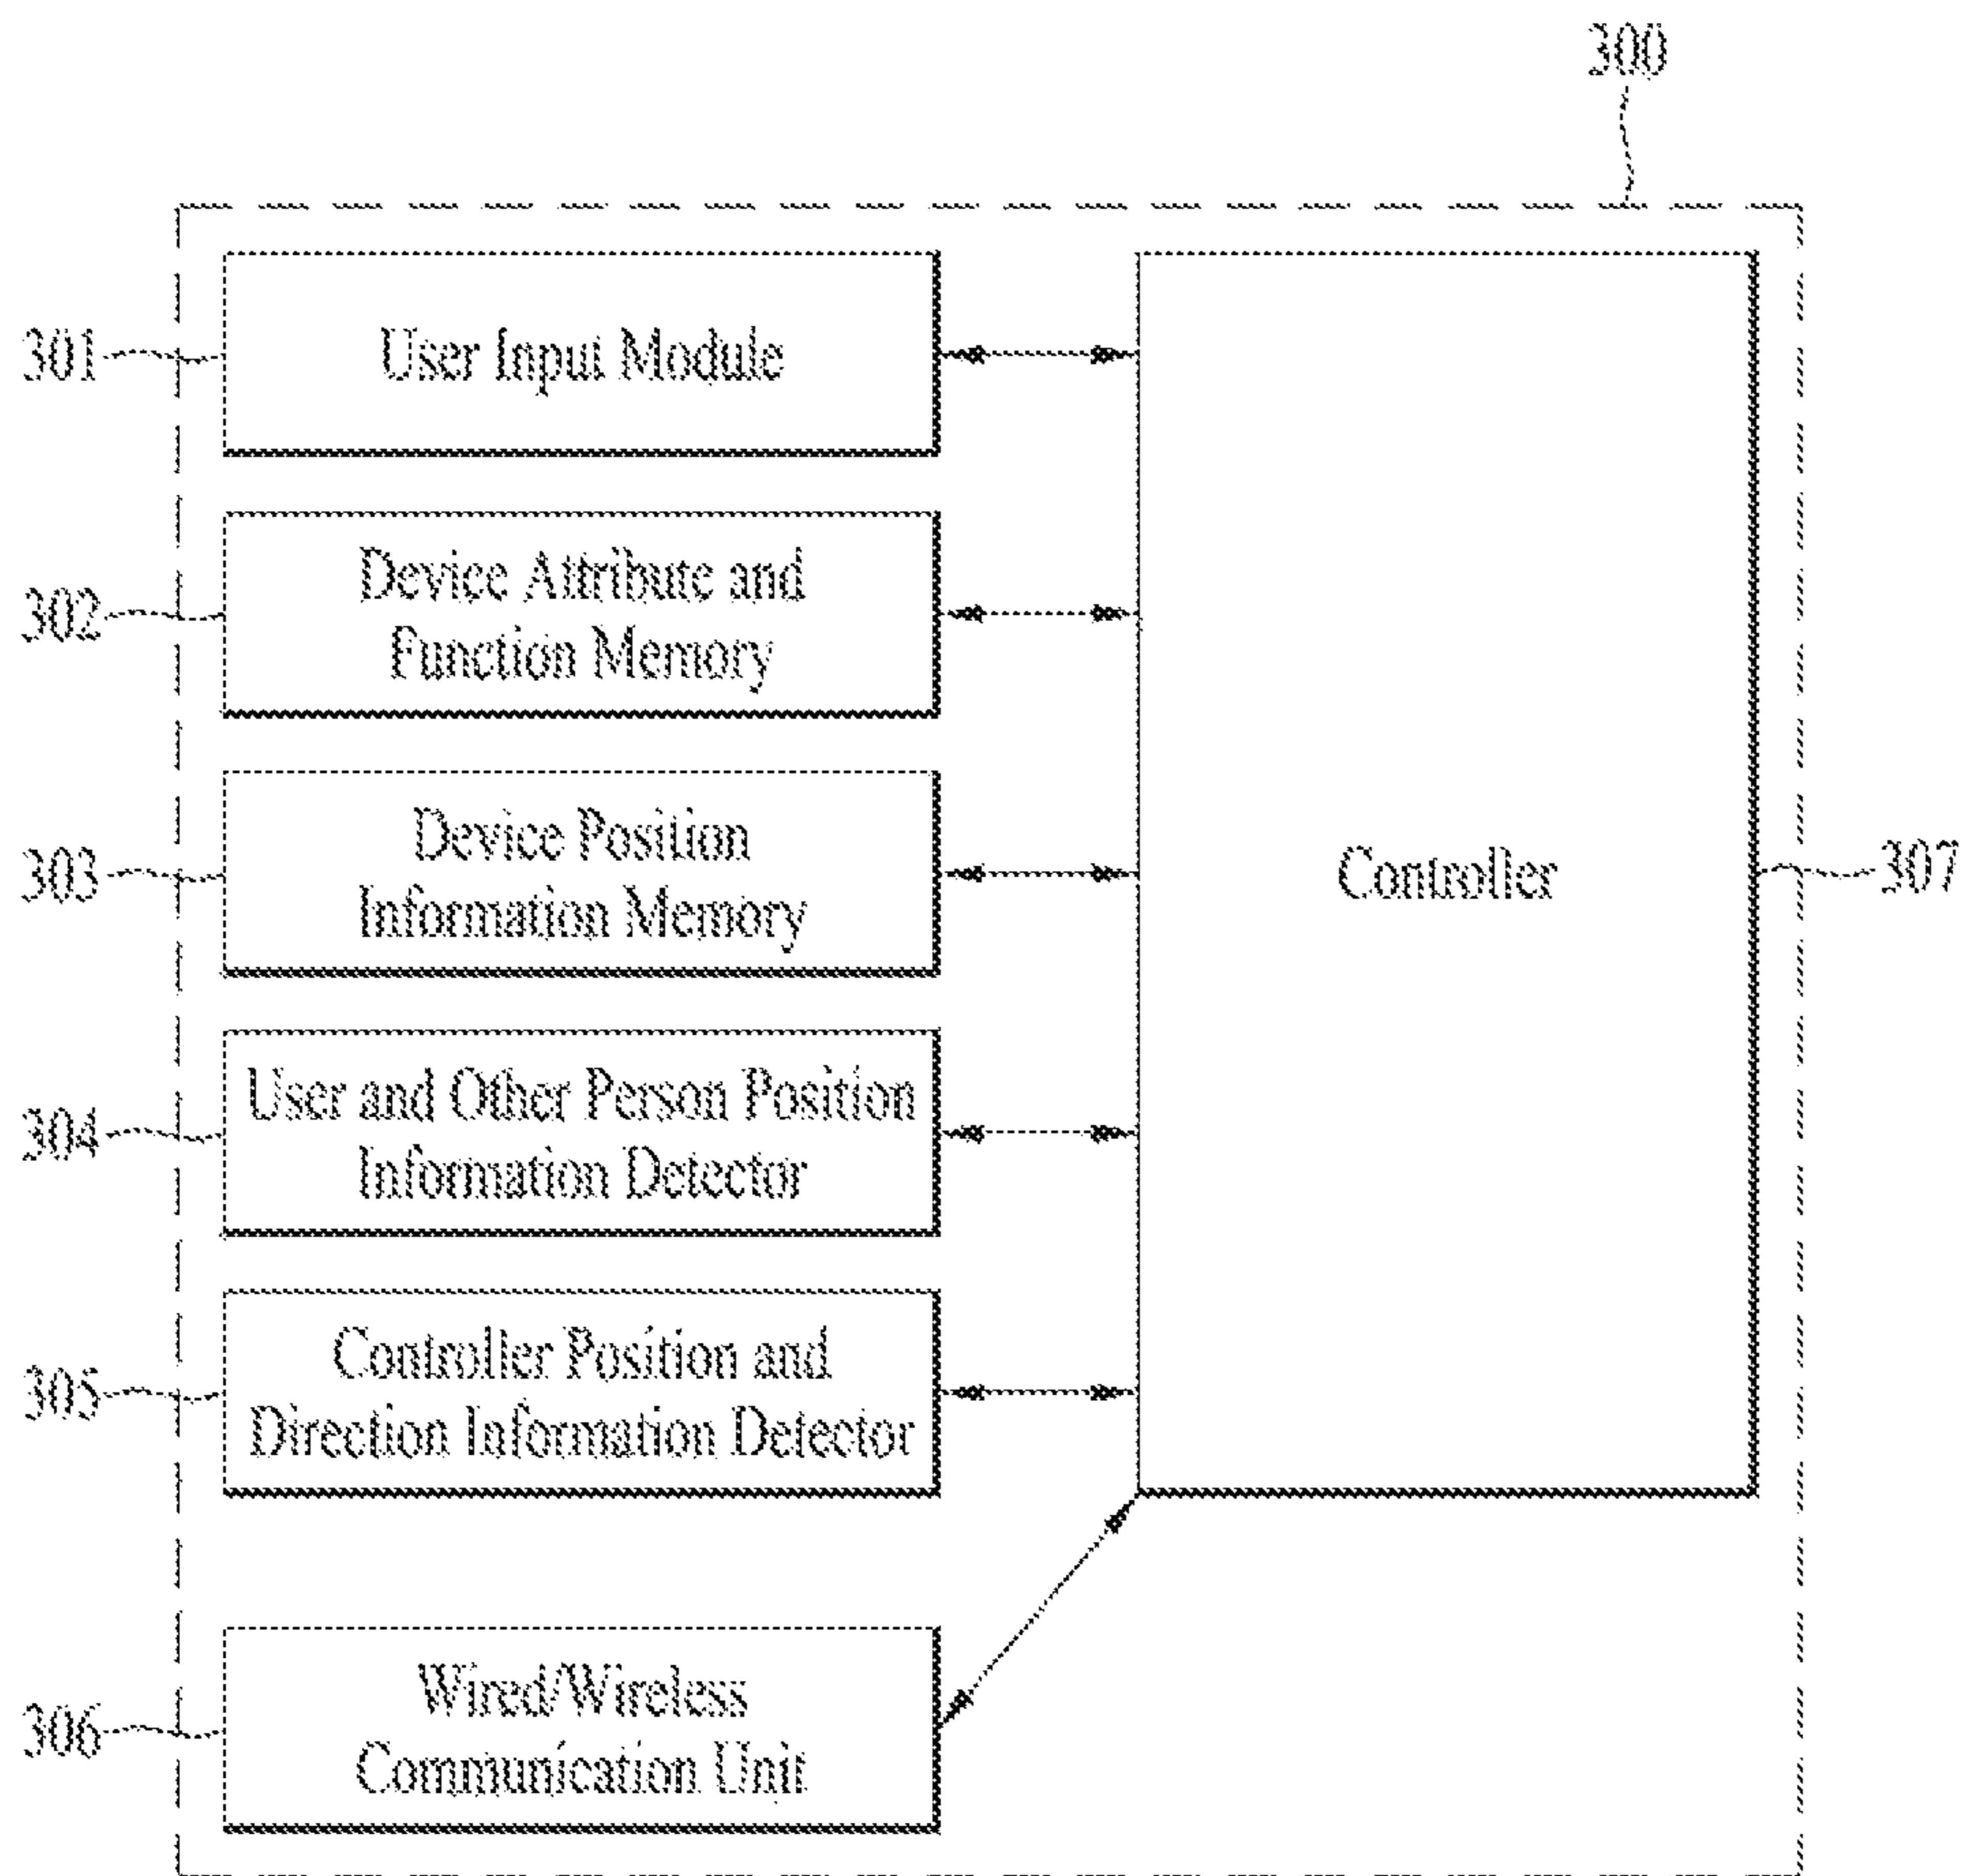 300
301
User Input Module
302
Device Attribute and
Function Memory
303
Device Position
Information Memory
304
User and Other Person Position
Information Detector
305
Controller Position and
Direction Information Detector
306
Wired/Wireless
Communication Unit
Controller
307